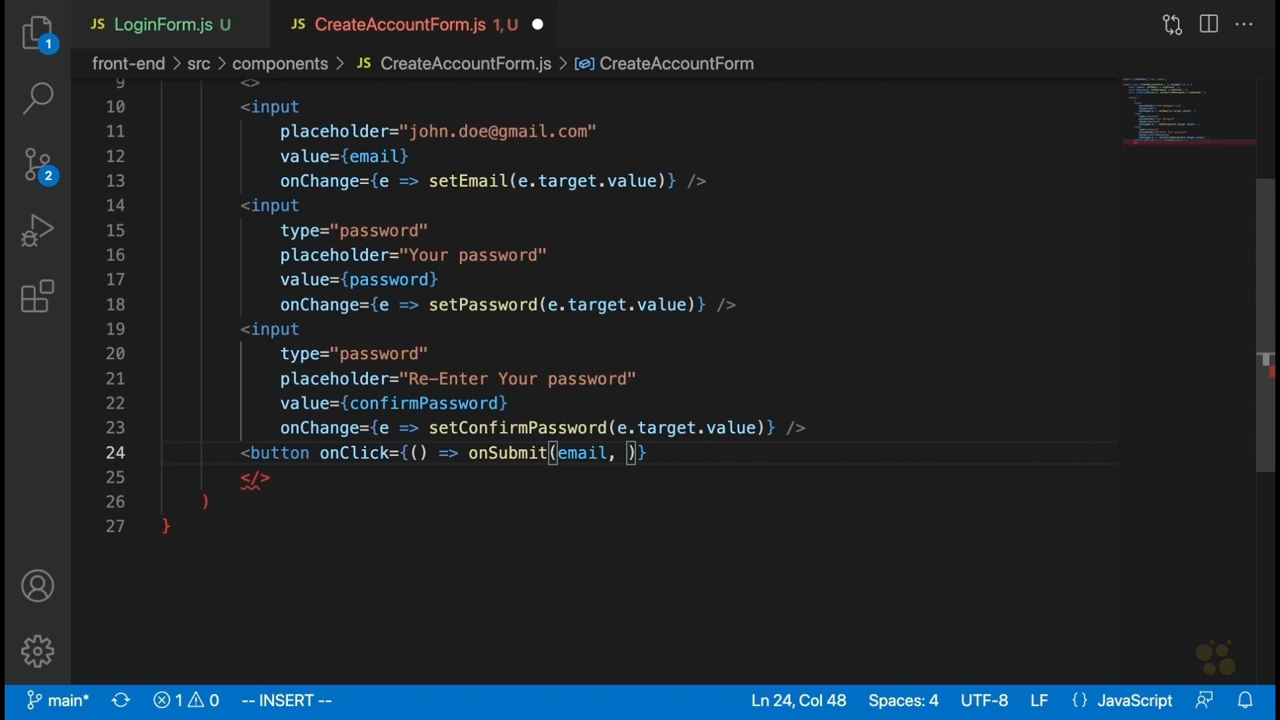 JS LoginForm.js U JS CreateAccountForm.js 1, U
1
front-end > src > components > JS CreateAccountForm.js > CreateAccountForm
9 <>
10 <input
11 placeholder="john.doe@gmail.com"
12 value={email}
13 onChange={e => setEmail(e.target.value)} />
14 <input
15 type="password"
16 placeholder="Your password"
17 value={password}
18 onChange={e => setPassword(e.target.value)} />
19 <input
20 type="password"
21 placeholder="Re-Enter Your password"
22 value={confirmPassword}
23 onChange={e => setConfirmPassword(e.target.value)} />
24 <button onClick={() => onSubmit(email, )}
25 </>
26 )
27 }
2
main* 1 0 -- INSERT -- Ln 24, Col 48 Spaces: 4 UTF-8 LF {} JavaScript